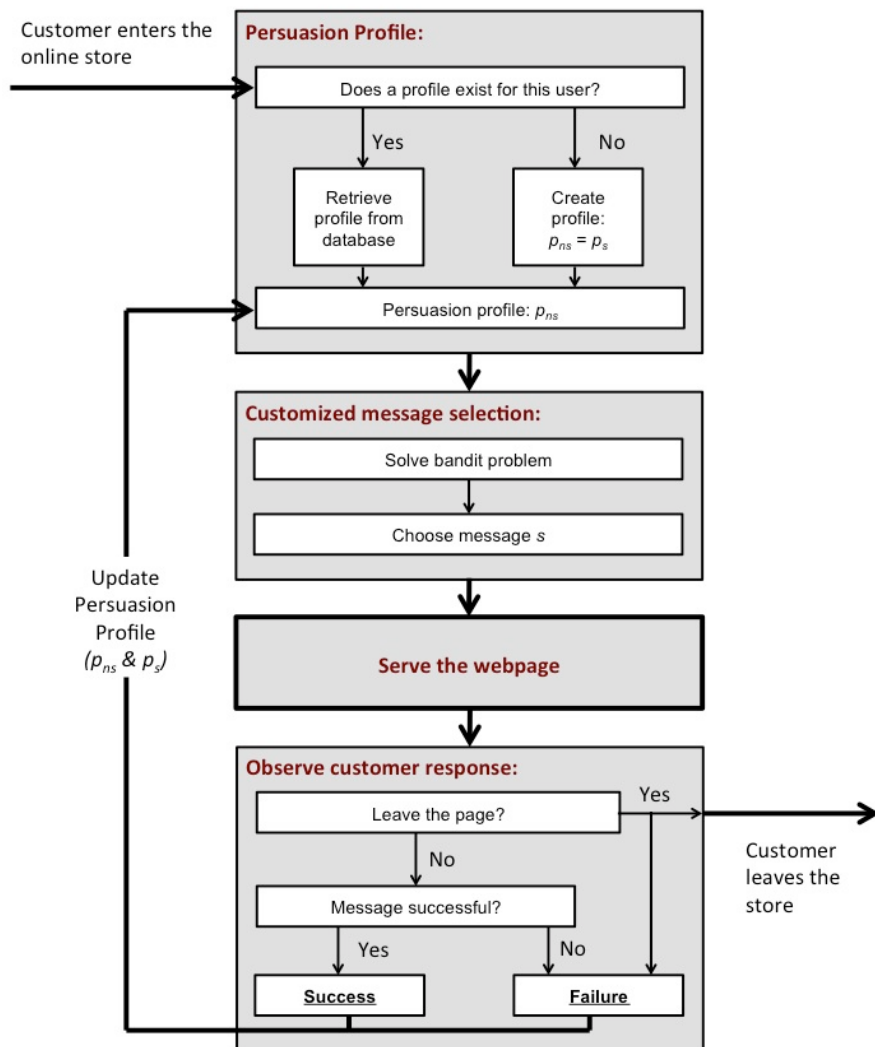 Customer enters the
online store
Persuasion Profile:
Does a profile exist for this user?
Yes
No
Retrieve
profile from
database
Create
profile:
pns = ps
Persuasion profile: pns
Customized message selection:
Solve bandit problem
Choose message s
Update
Persuasion
Profile
(pns & ps)
Serve the webpage
Observe customer response:
Leave the page?
Yes
No
Customer
leaves the
store
Message successful?
Yes
No
Success
Failure